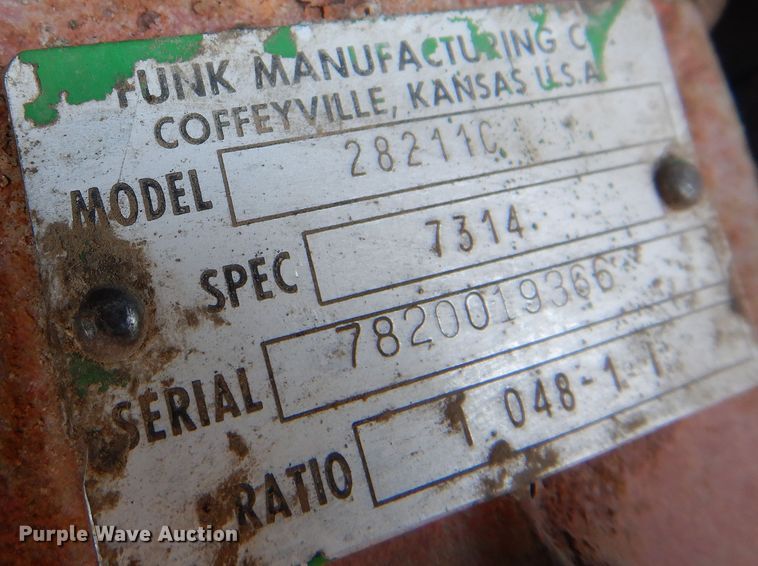 FUNK MANUFACTURING C
COFFEYVILLE, KANSAS U.S.A.
MODEL 28211C
SPEC 7314
SERIAL 7820019366
RATIO 1.048-1
Purple Wave Auction